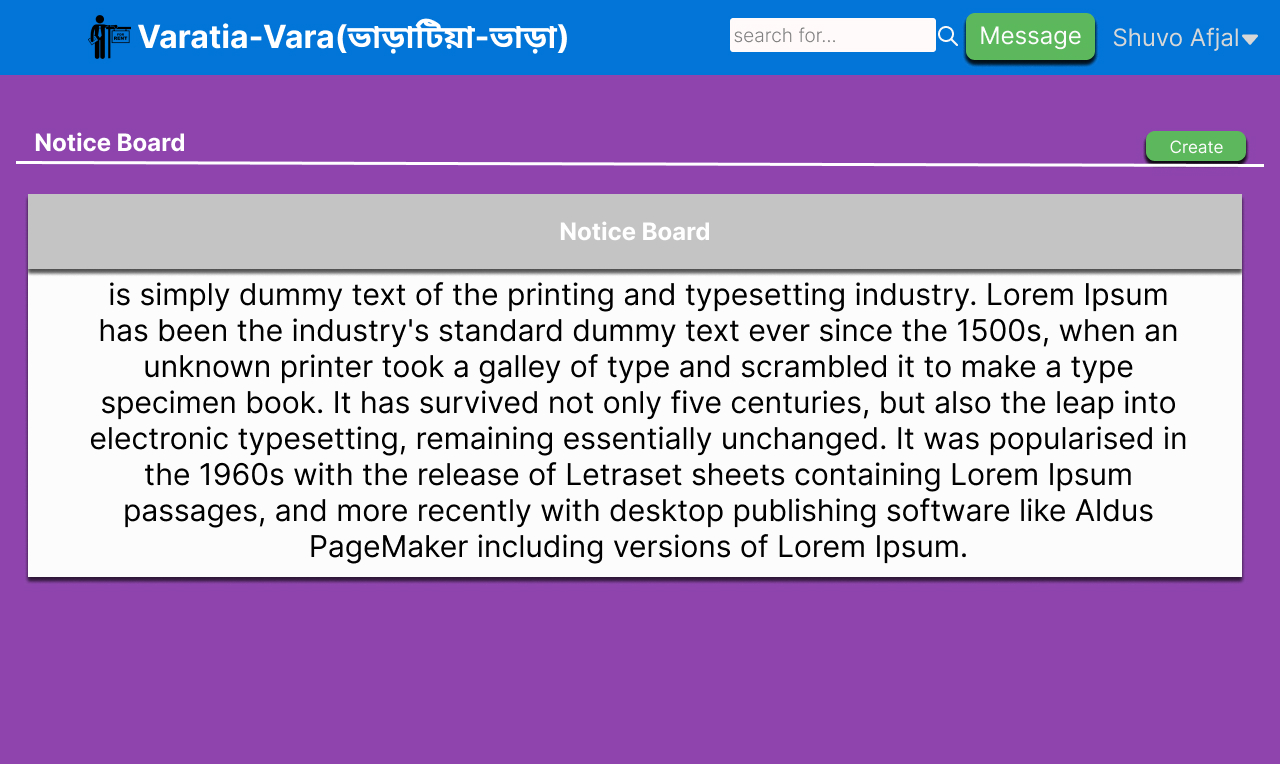 Varatia-Vara(ভাড়াটিয়া-ভাড়া)
search for...
Message
Shuvo Afjal
Notice Board
Create
Notice Board
is simply dummy text of the printing and typesetting industry. Lorem Ipsum
has been the industry's standard dummy text ever since the 1500s, when an
unknown printer took a galley of type and scrambled it to make a type
specimen book. It has survived not only five centuries, but also the leap into
electronic typesetting, remaining essentially unchanged. It was popularised in
the 1960s with the release of Letraset sheets containing Lorem Ipsum
passages, and more recently with desktop publishing software like Aldus
PageMaker including versions of Lorem Ipsum.